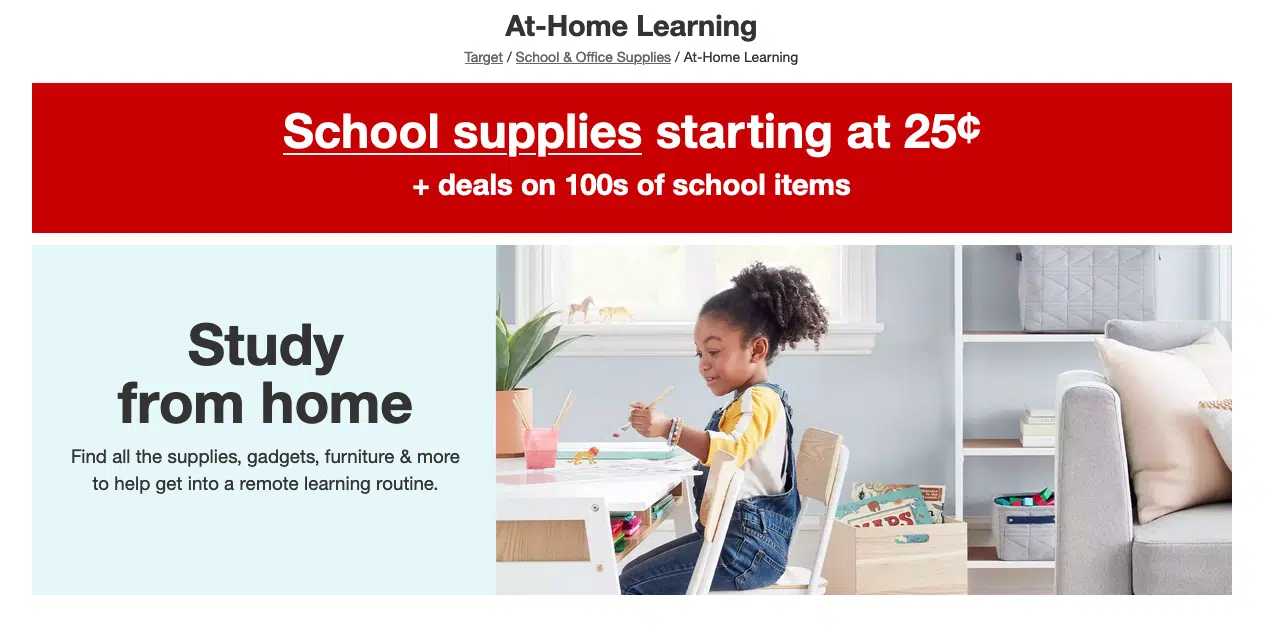 At-Home Learning
Target / School & Office Supplies / At-Home Learning
School supplies starting at 25¢
+ deals on 100s of school items
Study
from home
Find all the supplies, gadgets, furniture & more
to help get into a remote learning routine.
MAPS